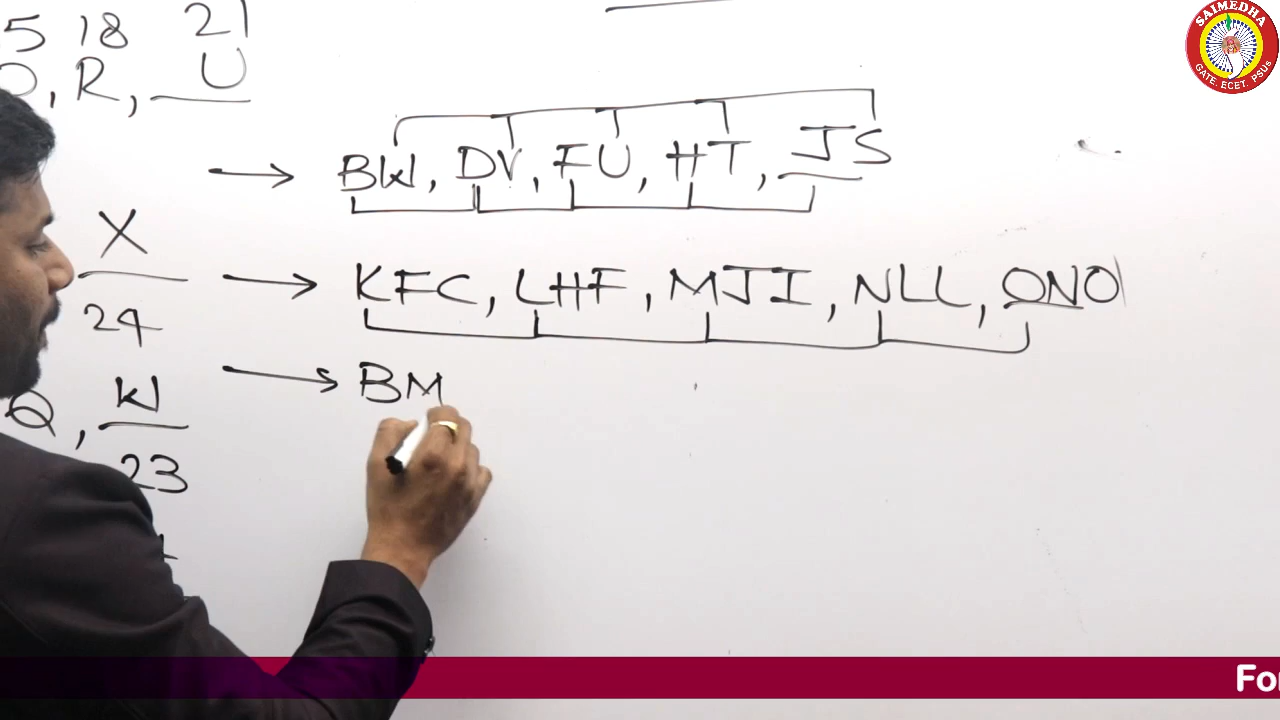 5 18 21
, R, U
BW, DV, FU, HT, JS
X
KFC, LHF, MJI, NLL, ONO
24
BM
Q, W
23
SAIMEDHA
GATE. ECET. PSUs
For